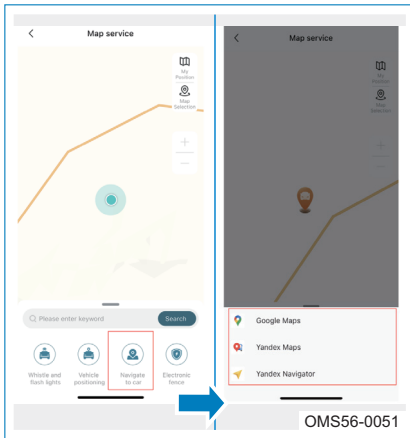 Map service
My
Position
Map
Selection
Please enter keyword
Search
Whistle and
flash lights
Vehicle
positioning
Navigate
to car
Electronic
fence
Map service
My
Position
Map
Selection
Google Maps
Yandex Maps
Yandex Navigator
OMS56-0051